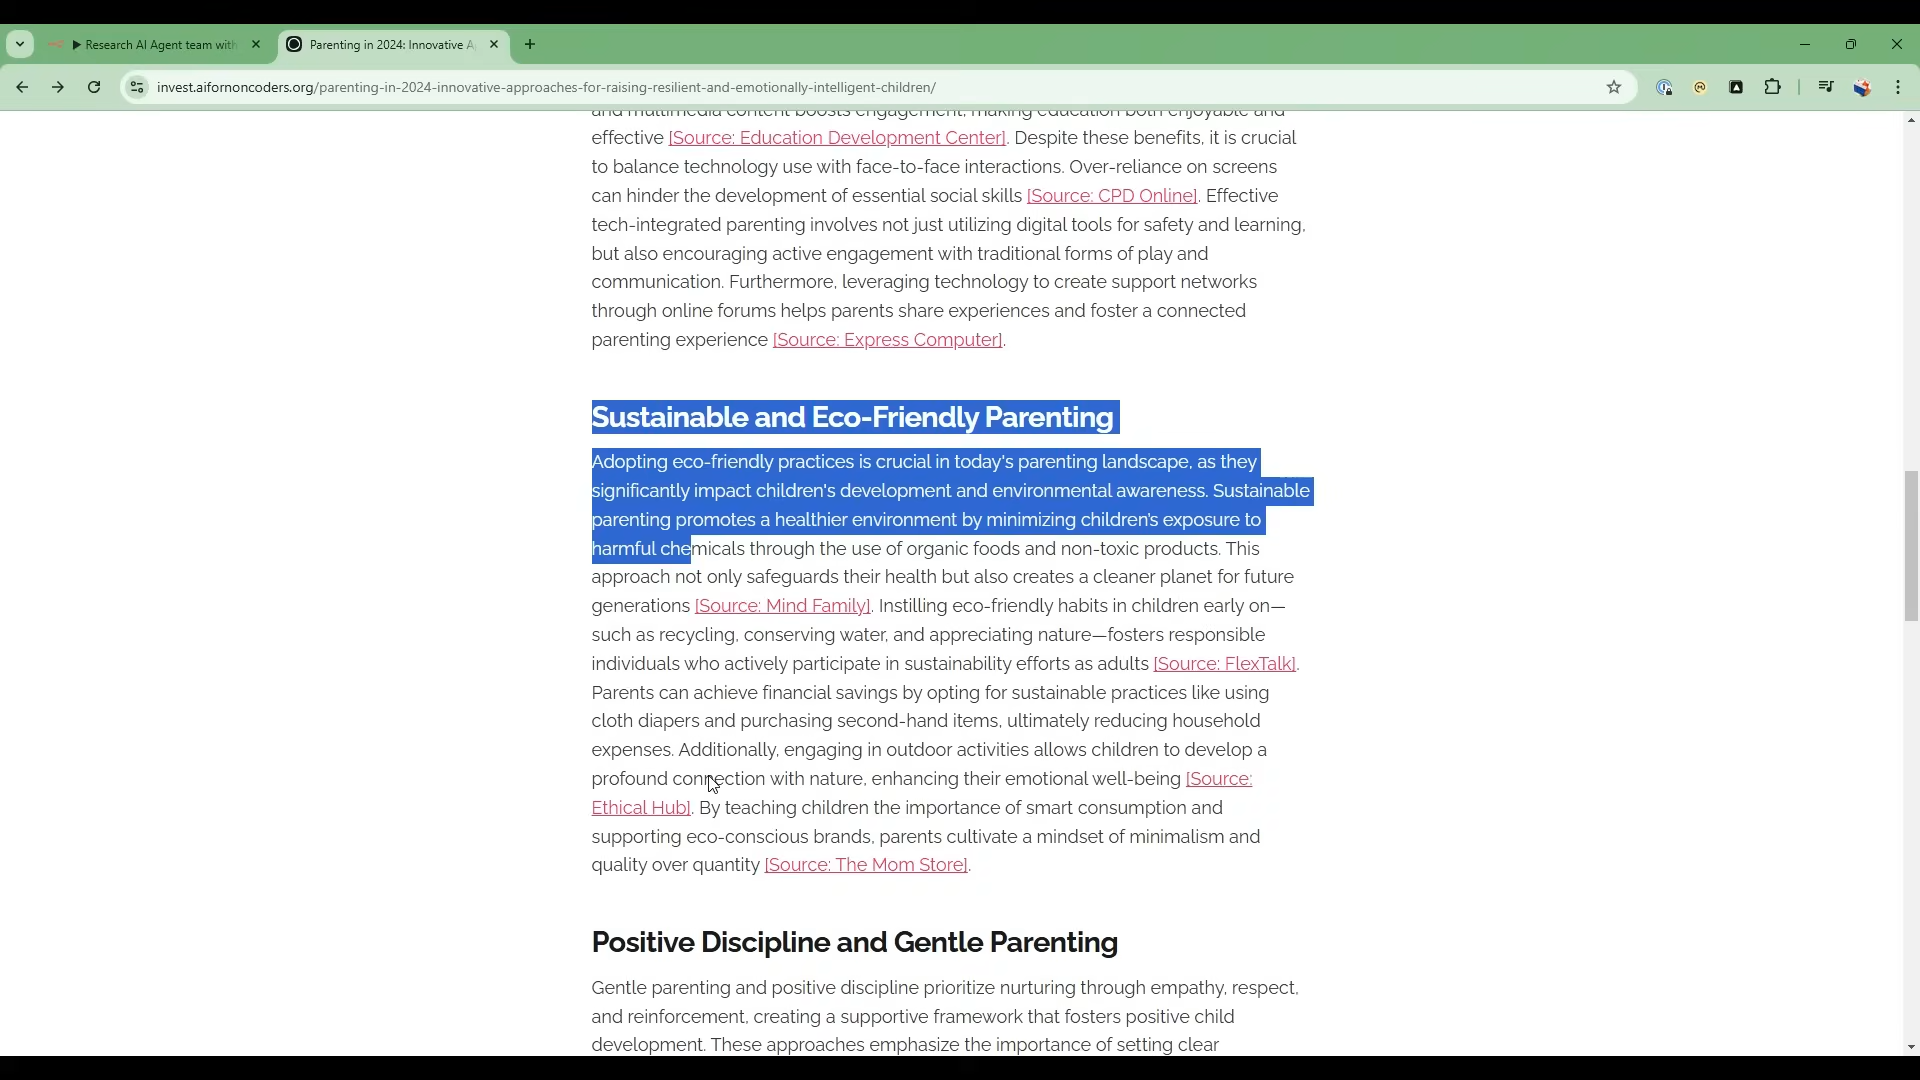 ▶ Research AI Agent team with
Parenting in 2024: Innovative A
invest.aifornoncoders.org/parenting-in-2024-innovative-approaches-for-raising-resilient-and-emotionally-intelligent-children/
and multimedia content boosts engagement, making education both enjoyable and
effective [Source: Education Development Center]. Despite these benefits, it is crucial
to balance technology use with face-to-face interactions. Over-reliance on screens
can hinder the development of essential social skills [Source: CPD Online]. Effective
tech-integrated parenting involves not just utilizing digital tools for safety and learning,
but also encouraging active engagement with traditional forms of play and
communication. Furthermore, leveraging technology to create support networks
through online forums helps parents share experiences and foster a connected
parenting experience [Source: Express Computer].
Sustainable and Eco-Friendly Parenting
Adopting eco-friendly practices is crucial in today's parenting landscape, as they
significantly impact children's development and environmental awareness. Sustainable
parenting promotes a healthier environment by minimizing children's exposure to
harmful chemicals through the use of organic foods and non-toxic products. This
approach not only safeguards their health but also creates a cleaner planet for future
generations [Source: Mind Family]. Instilling eco-friendly habits in children early on—
such as recycling, conserving water, and appreciating nature—fosters responsible
individuals who actively participate in sustainability efforts as adults [Source: FlexTalk].
Parents can achieve financial savings by opting for sustainable practices like using
cloth diapers and purchasing second-hand items, ultimately reducing household
expenses. Additionally, engaging in outdoor activities allows children to develop a
profound connection with nature, enhancing their emotional well-being [Source:
Ethical Hub]. By teaching children the importance of smart consumption and
supporting eco-conscious brands, parents cultivate a mindset of minimalism and
quality over quantity [Source: The Mom Store].
Positive Discipline and Gentle Parenting
Gentle parenting and positive discipline prioritize nurturing through empathy, respect,
and reinforcement, creating a supportive framework that fosters positive child
development. These approaches emphasize the importance of setting clear